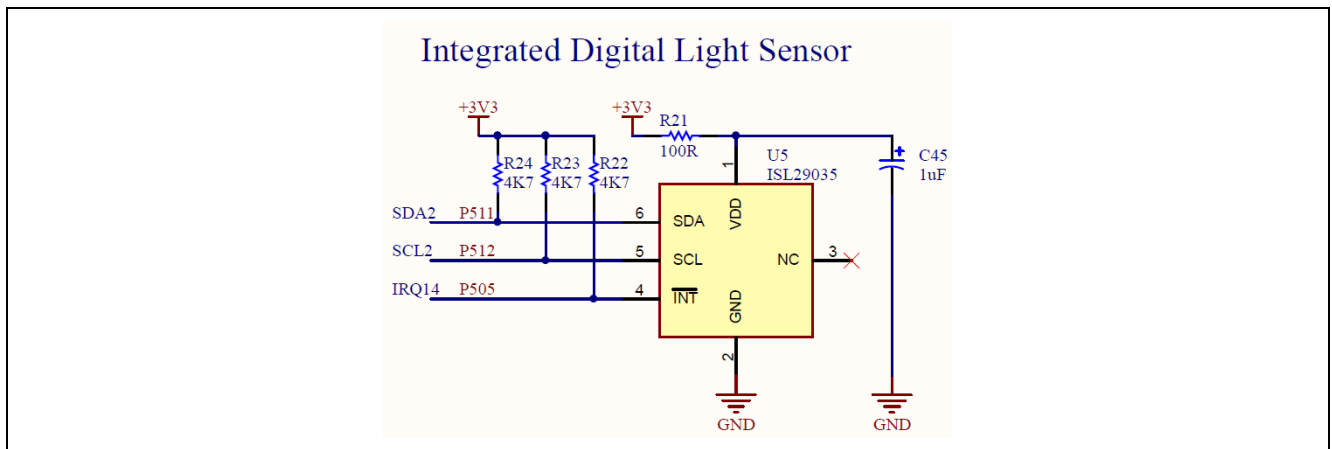 Integrated Digital Light Sensor
+3V3
+3V3
R21
100R
R24
4K7
R23
4K7
R22
4K7
U5
ISL29035
C45
1uF
+
1
VDD
SDA2 P511 6 SDA
SCL2 P512 5 SCL
NC 3
IRQ14 P505 4 INT
GND
2
GND
GND